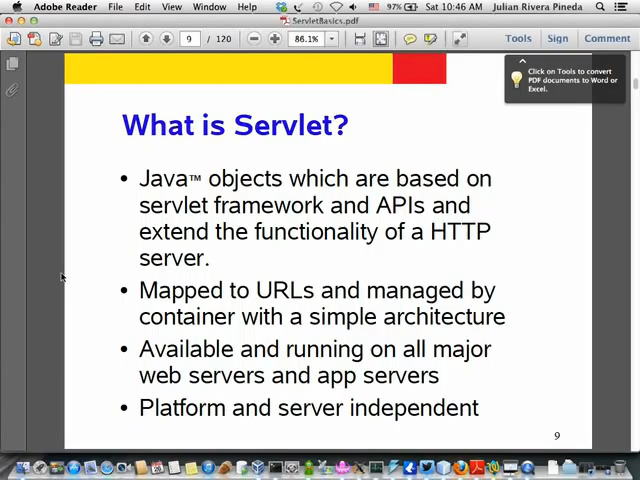 Adobe Reader File Edit View Window Help 97% Sat 10:46 AM Julian Rivera Pineda
ServletBasics.pdf
9 / 120 86.1% Tools Sign Comment
Click on Tools to convert
PDF documents to Word or
Excel.
What is Servlet?
• Java™ objects which are based on
servlet framework and APIs and
extend the functionality of a HTTP
server.
• Mapped to URLs and managed by
container with a simple architecture
• Available and running on all major
web servers and app servers
• Platform and server independent
9